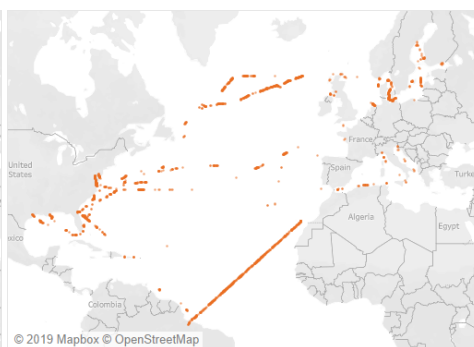 France
United
States
Spain
Turke
Algeria
Egypt
exico
Colombia
© 2019 Mapbox © OpenStreetMap